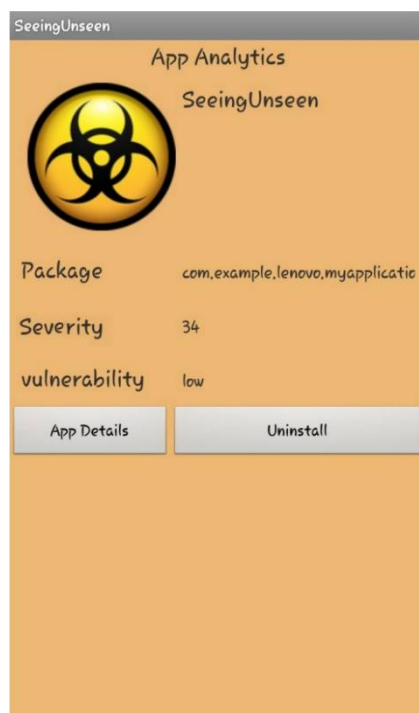 SeeingUnseen
App Analytics
SeeingUnseen
Package com.example.lenovo.myapplicatio
Severity 34
vulnerability low
App Details Uninstall